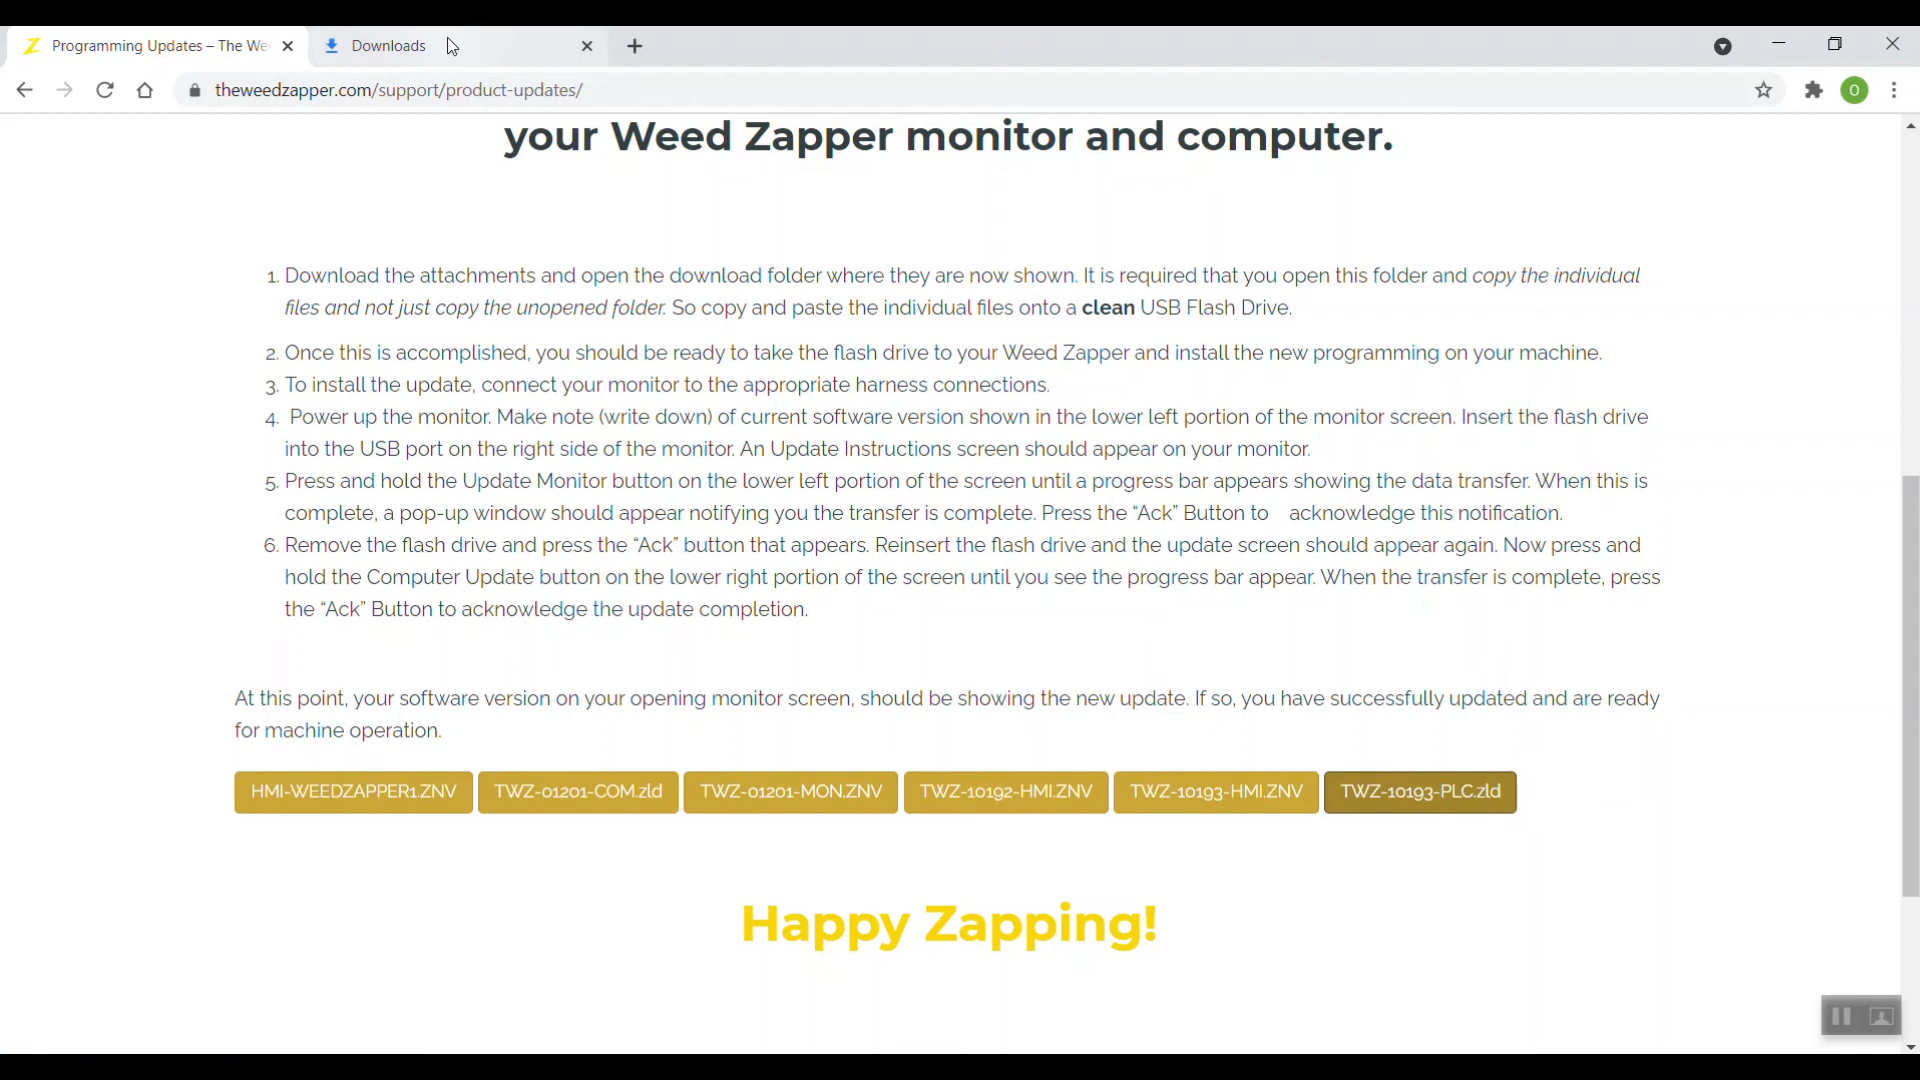 Programming Updates – The We
Downloads
theweedzapper.com/support/product-updates/
O
your Weed Zapper monitor and computer.
1. Download the attachments and open the download folder where they are now shown. It is required that you open this folder and copy the individual
files and not just copy the unopened folder. So copy and paste the individual files onto a clean USB Flash Drive.
2. Once this is accomplished, you should be ready to take the flash drive to your Weed Zapper and install the new programming on your machine.
3. To install the update, connect your monitor to the appropriate harness connections.
4. Power up the monitor. Make note (write down) of current software version shown in the lower left portion of the monitor screen. Insert the flash drive
into the USB port on the right side of the monitor. An Update Instructions screen should appear on your monitor.
5. Press and hold the Update Monitor button on the lower left portion of the screen until a progress bar appears showing the data transfer. When this is
complete, a pop-up window should appear notifying you the transfer is complete. Press the “Ack” Button to acknowledge this notification.
6. Remove the flash drive and press the “Ack” button that appears. Reinsert the flash drive and the update screen should appear again. Now press and
hold the Computer Update button on the lower right portion of the screen until you see the progress bar appear. When the transfer is complete, press
the “Ack” Button to acknowledge the update completion.
At this point, your software version on your opening monitor screen, should be showing the new update. If so, you have successfully updated and are ready
for machine operation.
HMI-WEEDZAPPER1.ZNV TWZ-01201-COM.zld TWZ-01201-MON.ZNV TWZ-10192-HMI.ZNV TWZ-10193-HMI.ZNV TWZ-10193-PLC.zld
Happy Zapping!